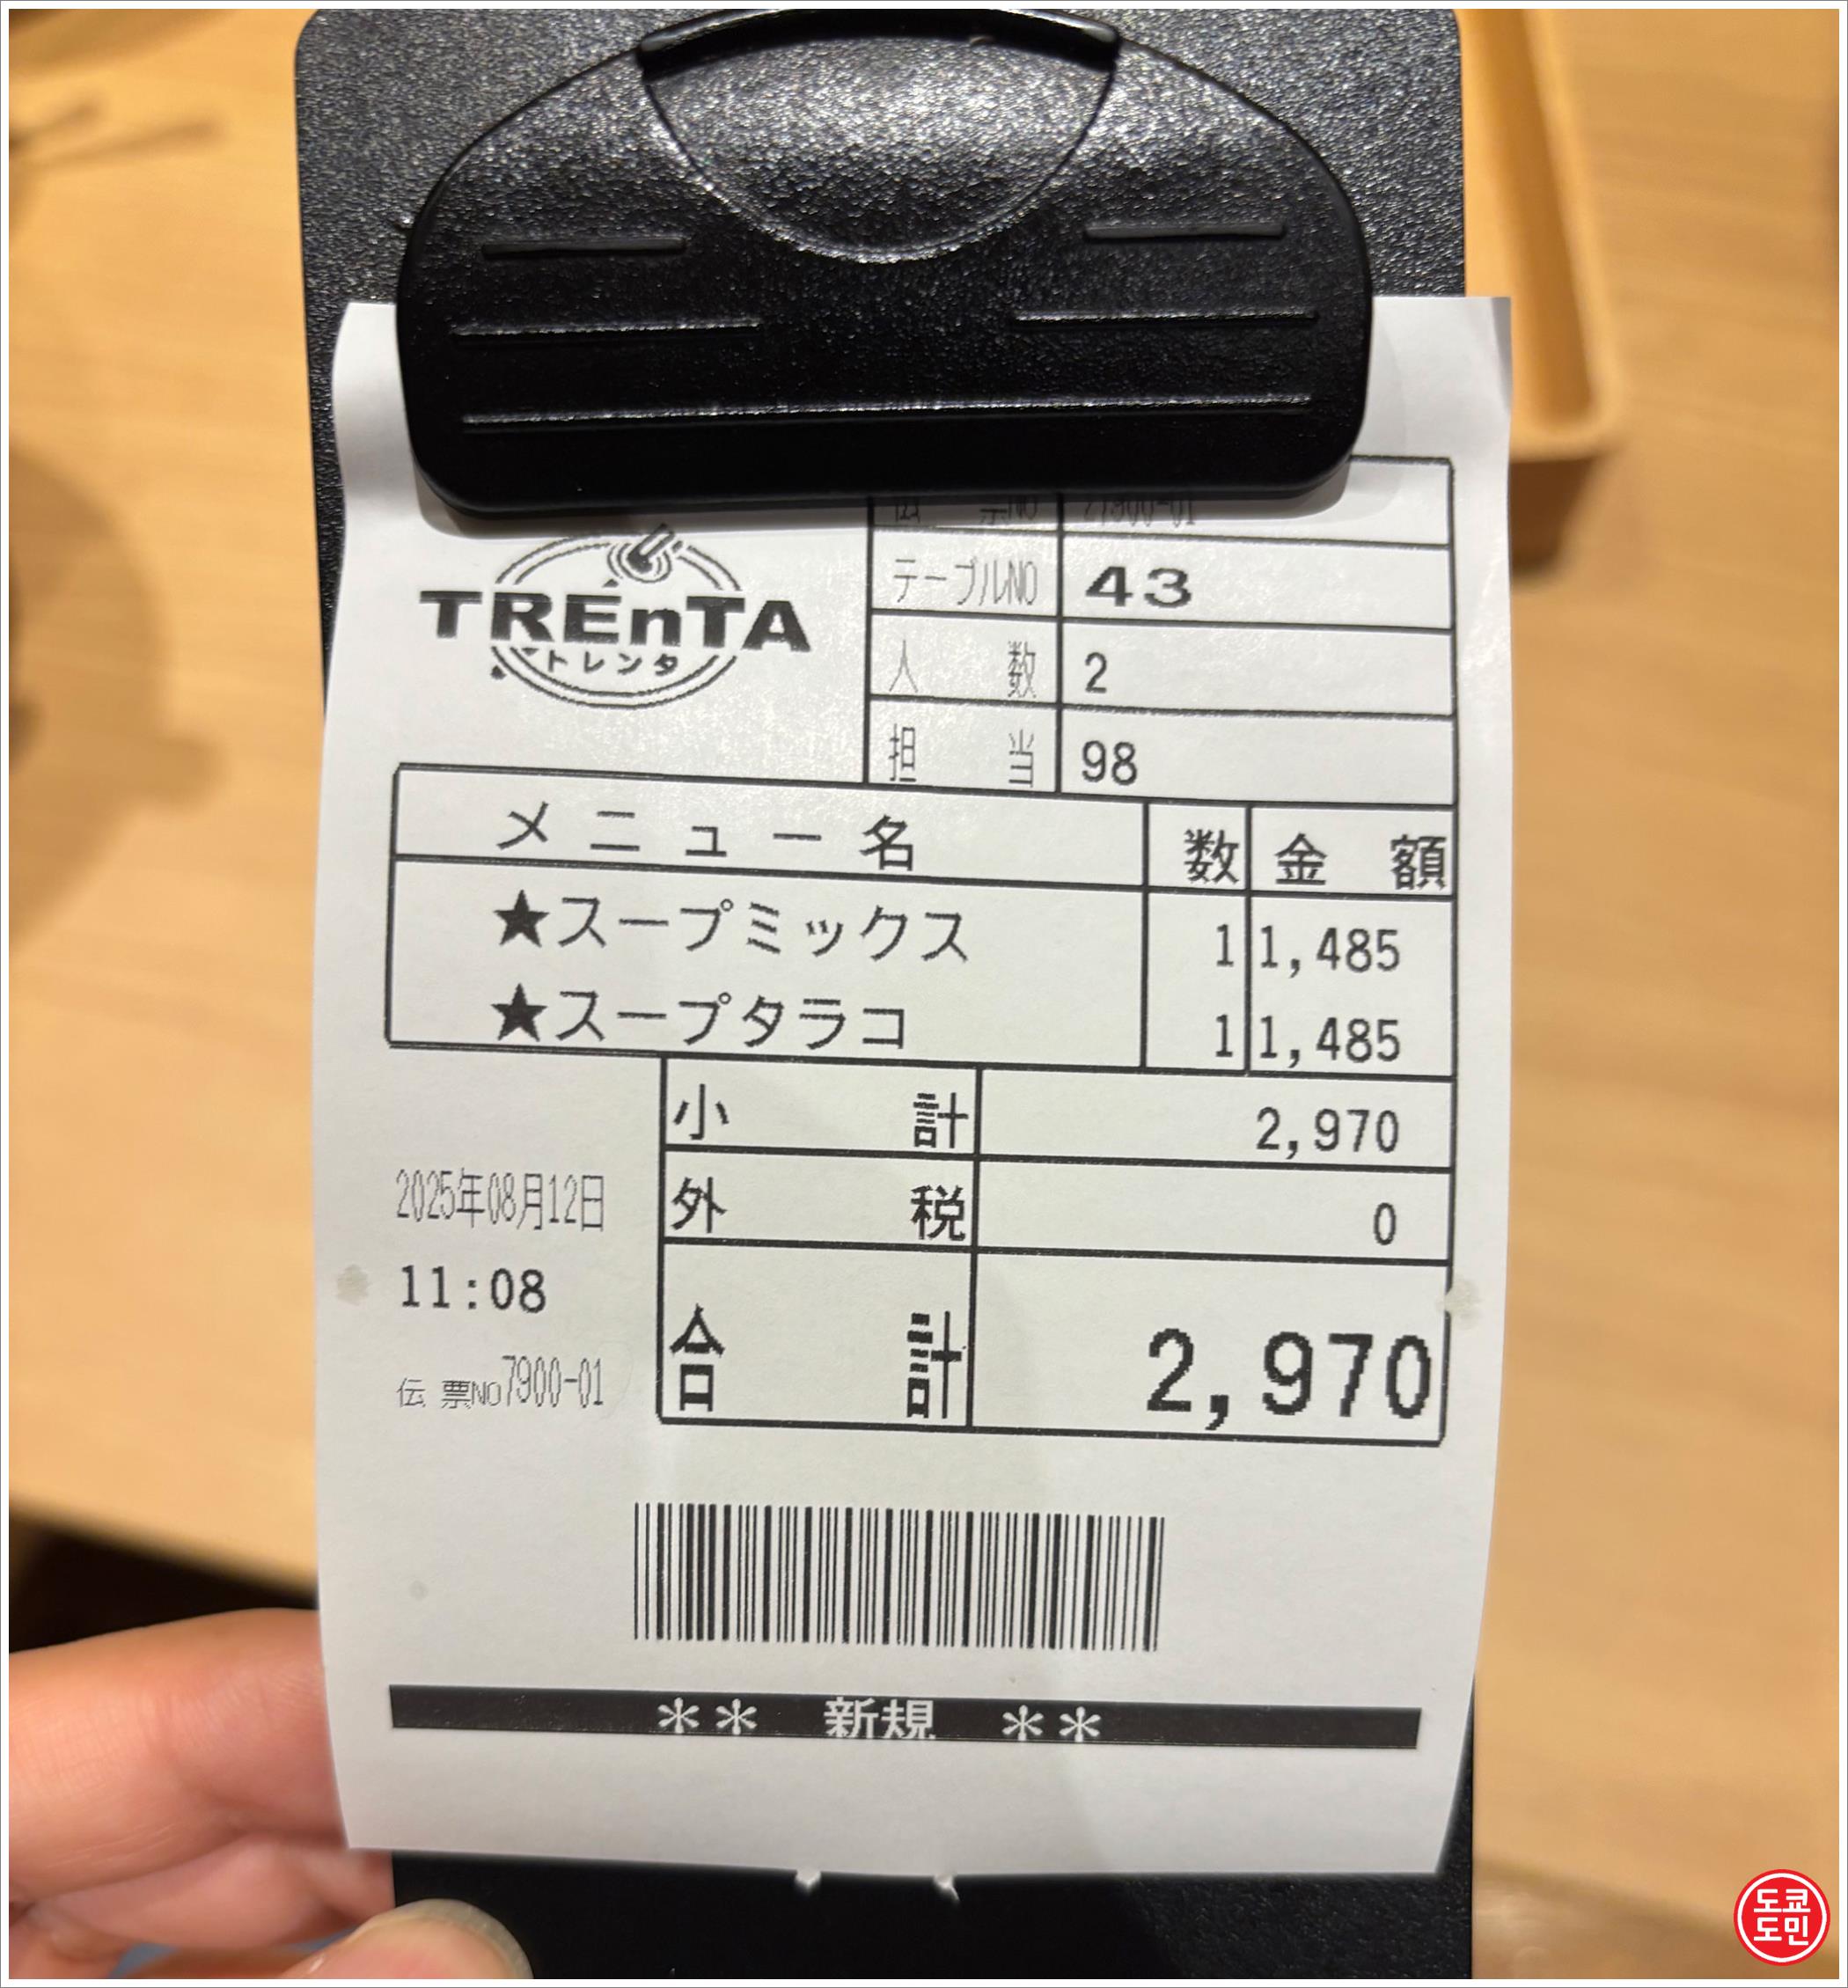 TREnTA
トレンタ
テーブルNO 43
人数 2
担当 98
メニュー名 数 金額
★スープミックス 1 1,485
★スープタラコ 1 1,485
小計 2,970
外税 0
合計 2,970
2025年08月12日
11:08
伝票No7900-01
** 新規 **
도쿄
도민